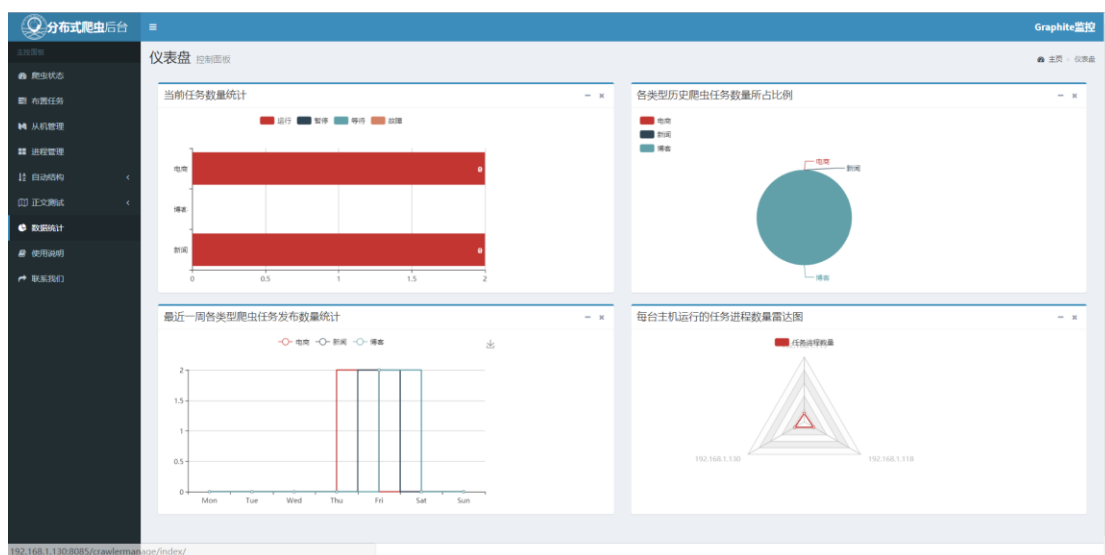 分布式爬虫后台
Graphite监控
主控面板
爬虫状态
布置任务
从机管理
进程管理
自动结构
正文测试
数据统计
使用说明
联系我们
仪表盘 控制面板
主页 > 仪表盘
当前任务数量统计
运行 暂停 等待 故障
电商
博客
新闻
0 0.5 1 1.5 2
各类型历史爬虫任务数量所占比例
电商
新闻
博客
电商
新闻
博客
最近一周各类型爬虫任务发布数量统计
电商 新闻 博客
2
1.5
1
0.5
0
Mon Tue Wed Thu Fri Sat Sun
每台主机运行的任务进程数量雷达图
任务进程数量
192.168.1.130
192.168.1.118
192.168.1.130:8085/crawlermanage/index/